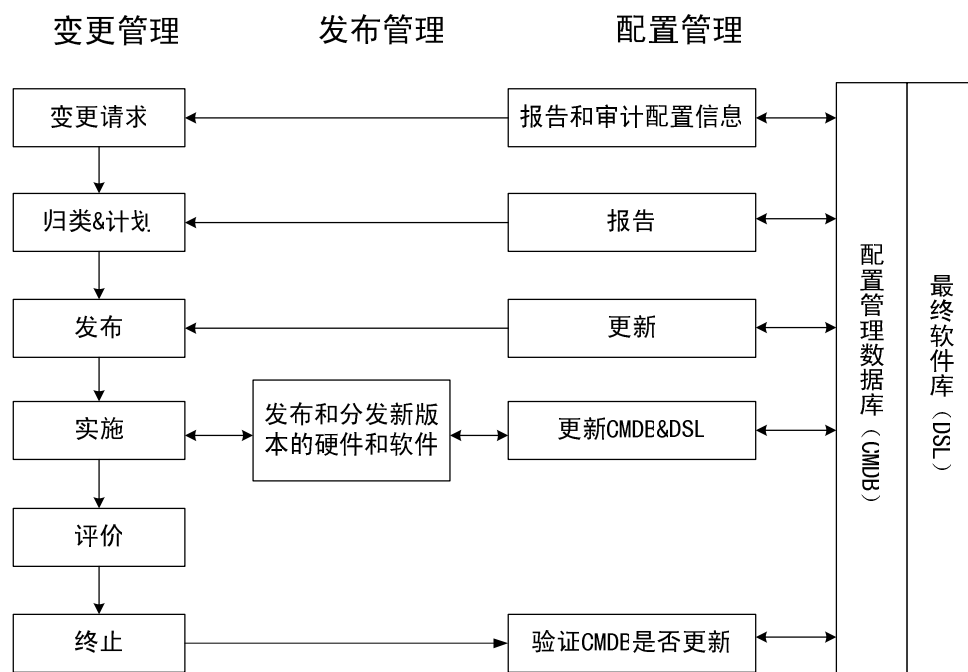 变更管理 发布管理 配置管理
变更请求
报告和审计配置信息
归类&计划
报告
发布
更新
实施
发布和分发新版
本的硬件和软件
更新CMDB&DSL
评价
终止
验证CMDB是否更新
配置管理数据库（CMDB）
最终软件库（DSL）